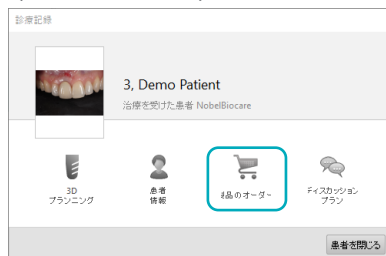 診療記録
3, Demo Patient
治療を受けた患者 NobelBiocare
3D
プランニング
患者
情報
品のオーダー
ディスカッション
プラン
患者を閉じる